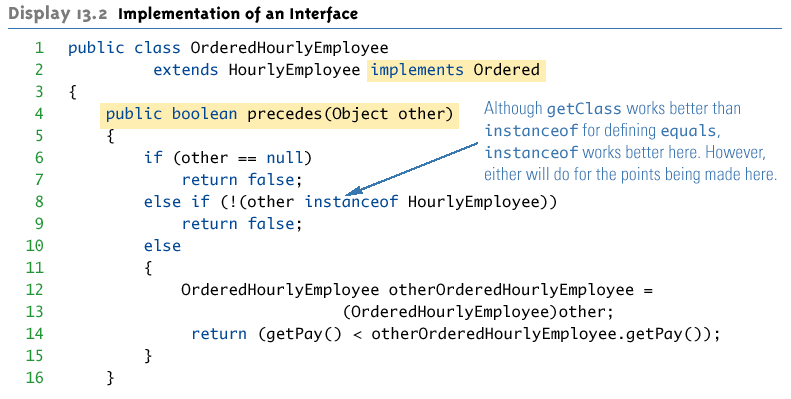 Display 13.2 Implementation of an Interface
1 public class OrderedHourlyEmployee
2 extends HourlyEmployee implements Ordered
3 {
4 public boolean precedes(Object other)
5 {
6 if (other == null)
7 return false;
8 else if (!(other instanceof HourlyEmployee))
9 return false;
10 else
11 {
12 OrderedHourlyEmployee otherOrderedHourlyEmployee =
13 (OrderedHourlyEmployee)other;
14 return (getPay() < otherOrderedHourlyEmployee.getPay());
15 }
16 }
Although getClass works better than
instanceof for defining equals,
instanceof works better here. However,
either will do for the points being made here.